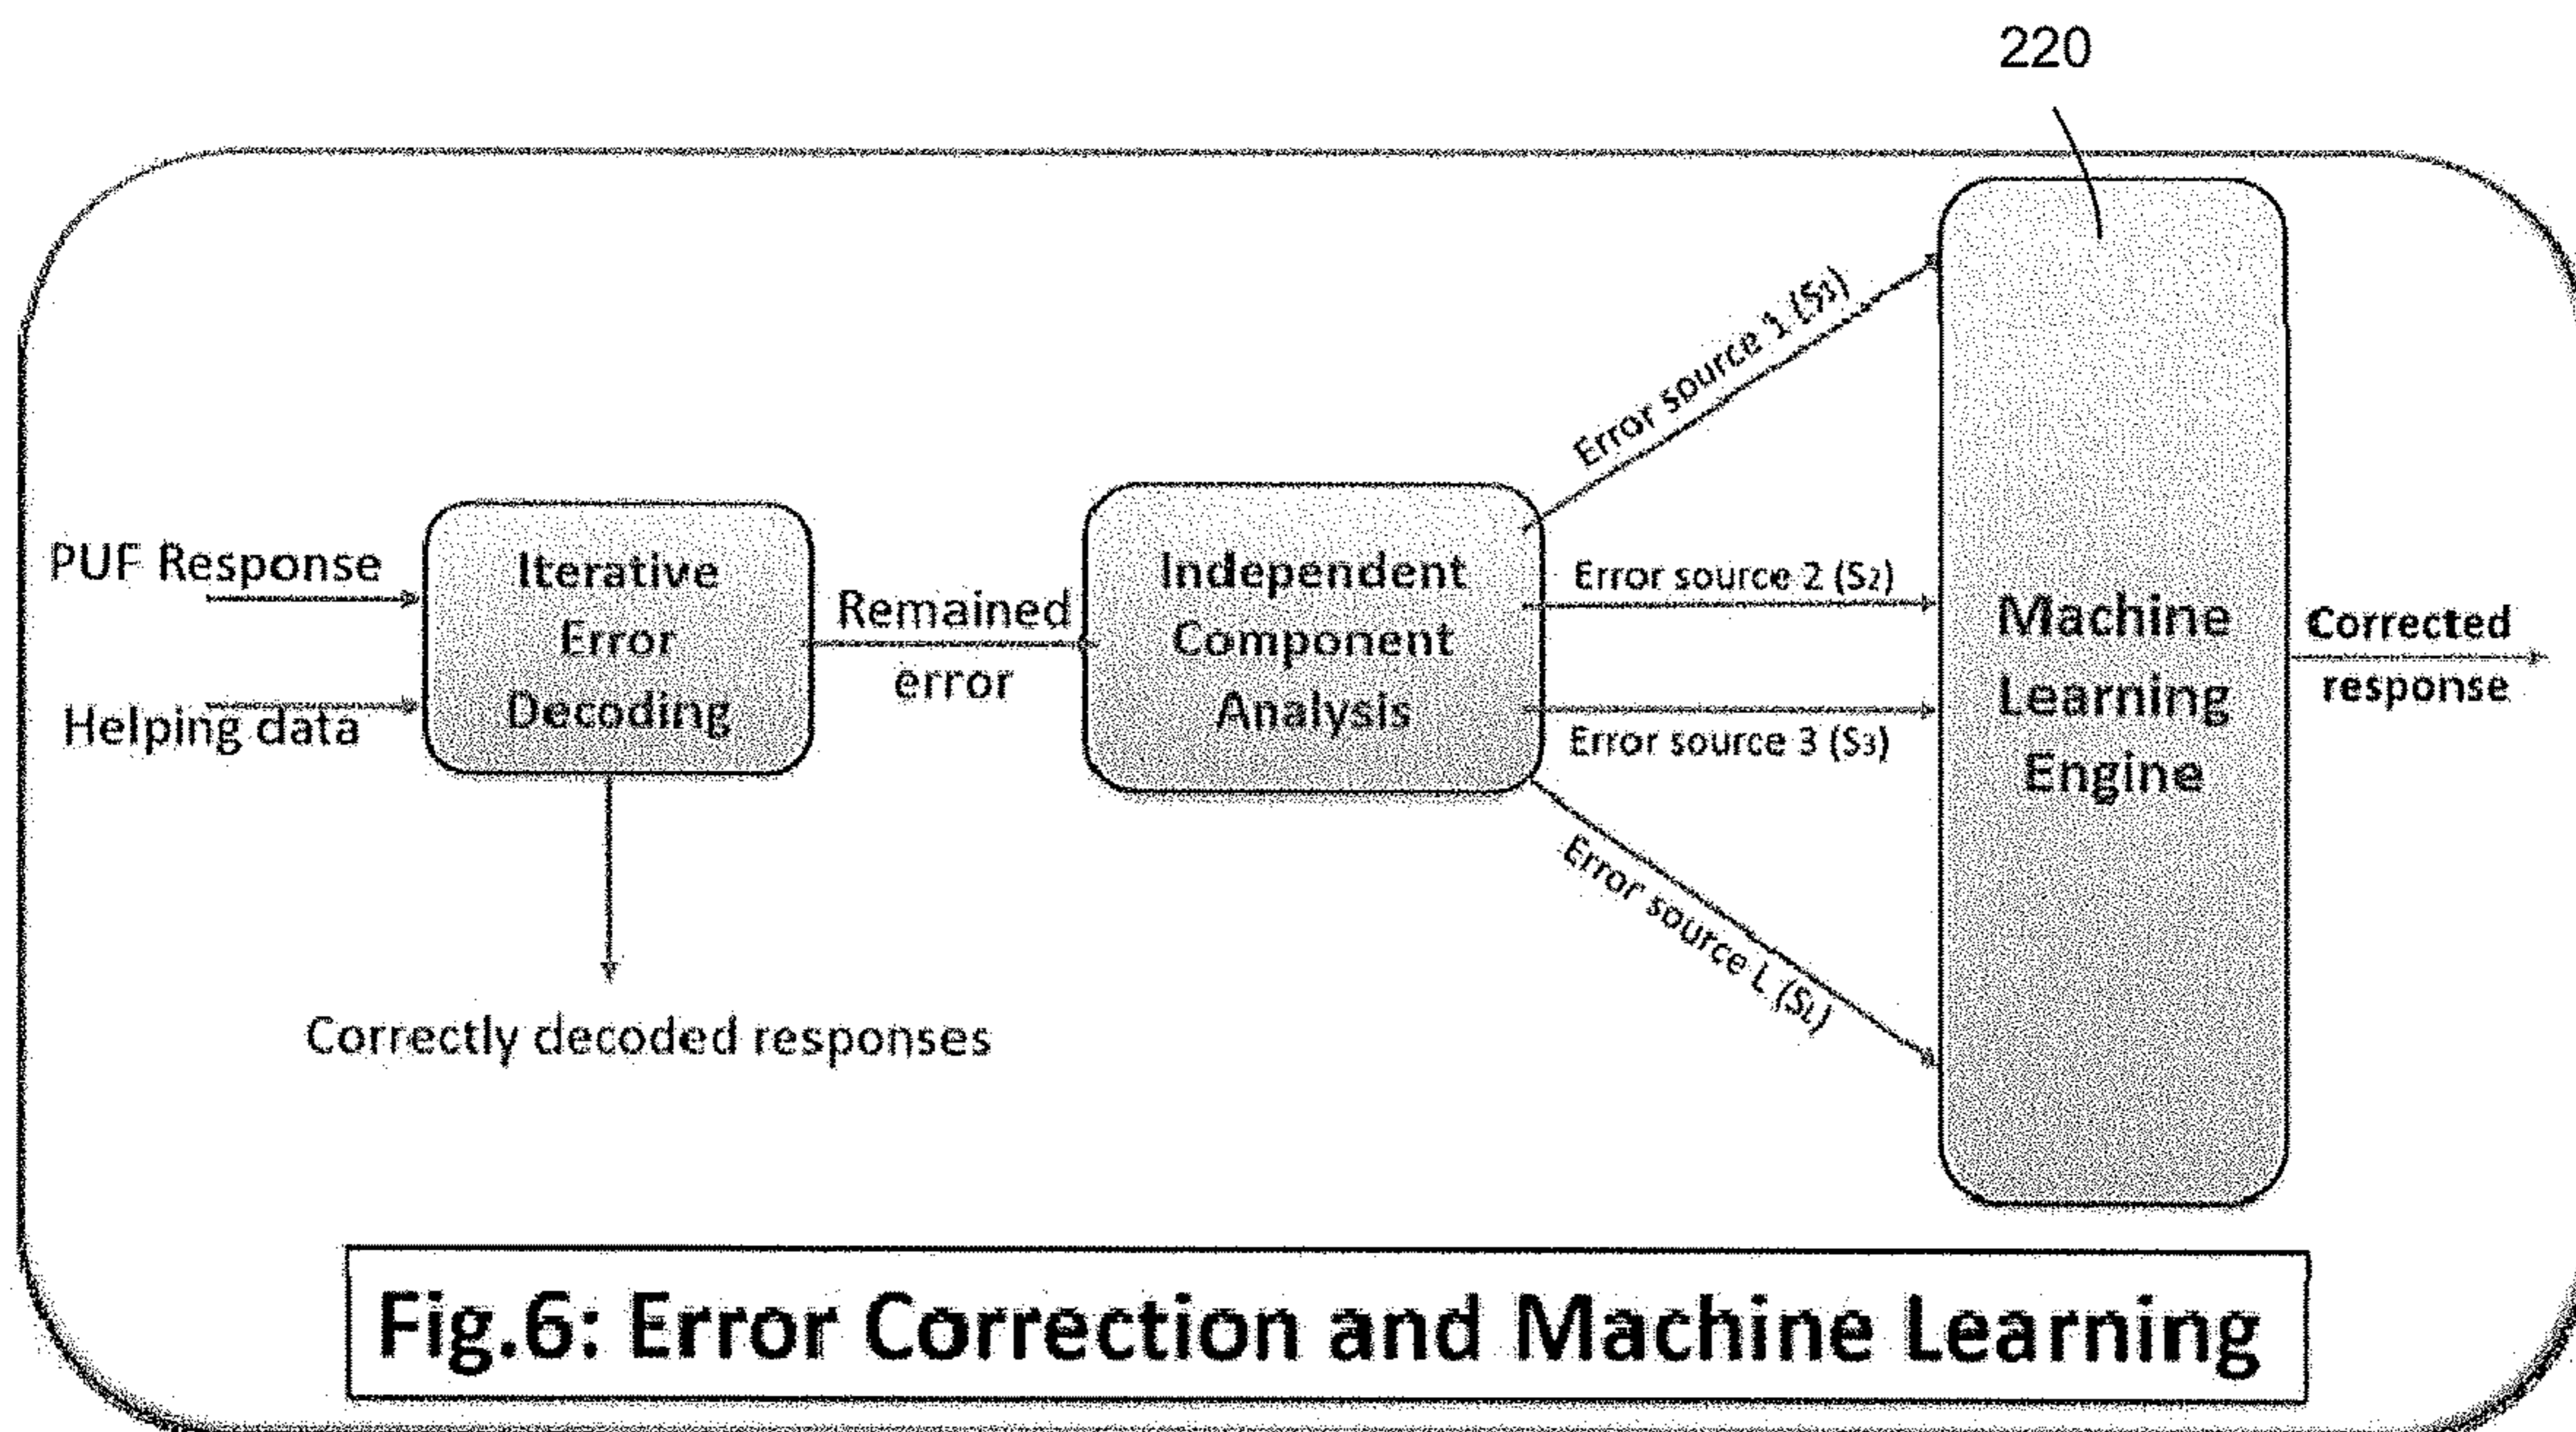 220
PUF Response
Helping data
Iterative
Error
Decoding
Remained
error
Correctly decoded responses
Independent
Component
Analysis
Error source 1 (S1)
Error source 2 (S2)
Error source 3 (S3)
Error source L (SL)
Machine
Learning
Engine
Corrected
response
Fig.6: Error Correction and Machine Learning